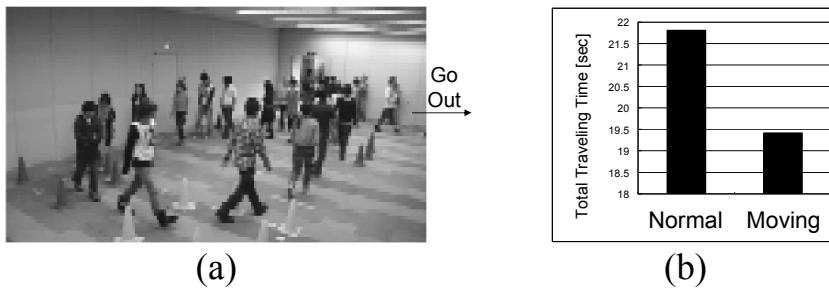 Go
Out
Total Traveling Time [sec]
22
21.5
21
20.5
20
19.5
19
18.5
18
Normal Moving
(a)
(b)